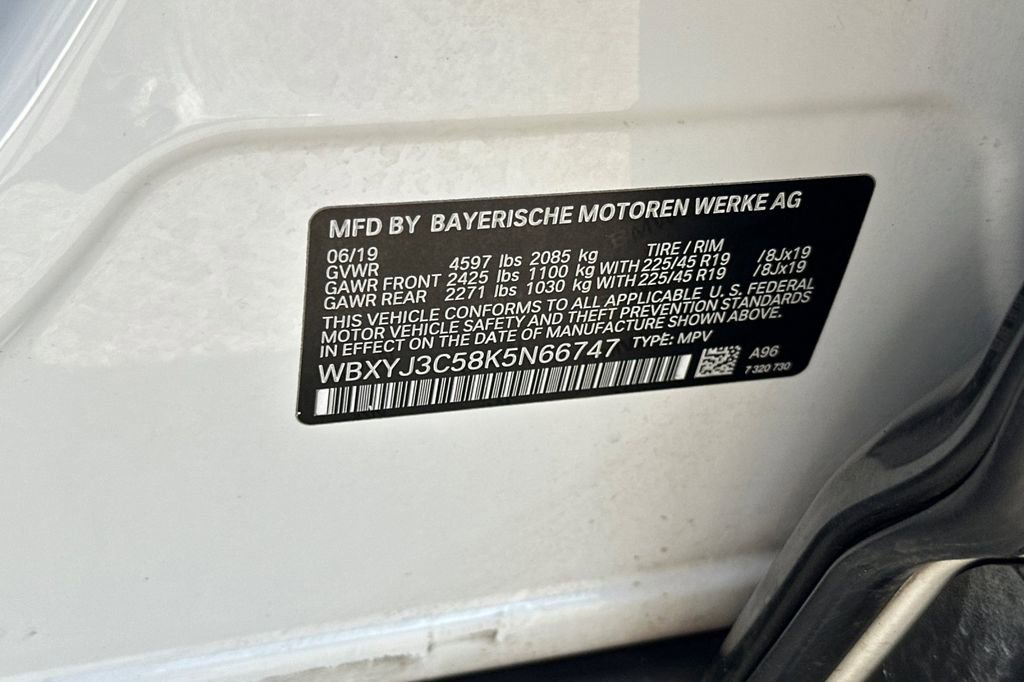 MFD BY BAYERISCHE MOTOREN WERKE AG
06/19
GVWR 4597 lbs 2085 kg TIRE / RIM
GAWR FRONT 2425 lbs 1100 kg WITH 225/45 R19 /8Jx19
GAWR REAR 2271 lbs 1030 kg WITH 225/45 R19 /8Jx19
THIS VEHICLE CONFORMS TO ALL APPLICABLE U. S. FEDERAL
MOTOR VEHICLE SAFETY AND THEFT PREVENTION STANDARDS
IN EFFECT ON THE DATE OF MANUFACTURE SHOWN ABOVE.
WBXYJ3C58K5N66747 TYPE: MPV
A96
7 320 730